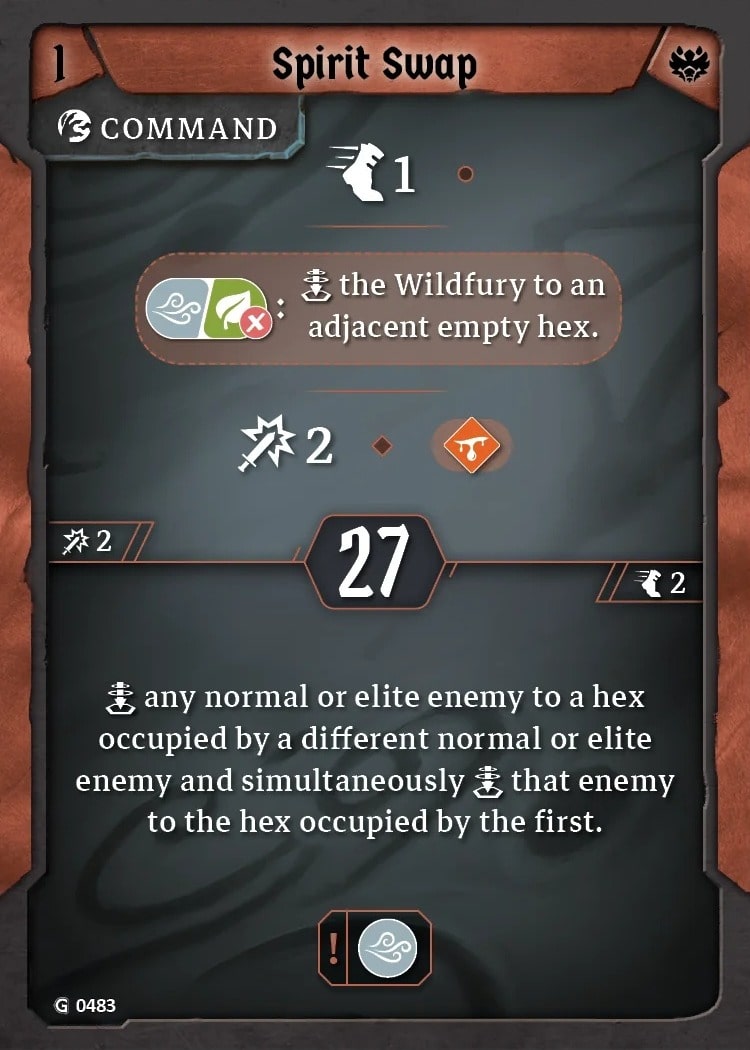 1 Spirit Swap
COMMAND
1
: the Wildfury to an
adjacent empty hex.
2
2
27
2
any normal or elite enemy to a hex
occupied by a different normal or elite
enemy and simultaneously that enemy
to the hex occupied by the first.
!
G 0483